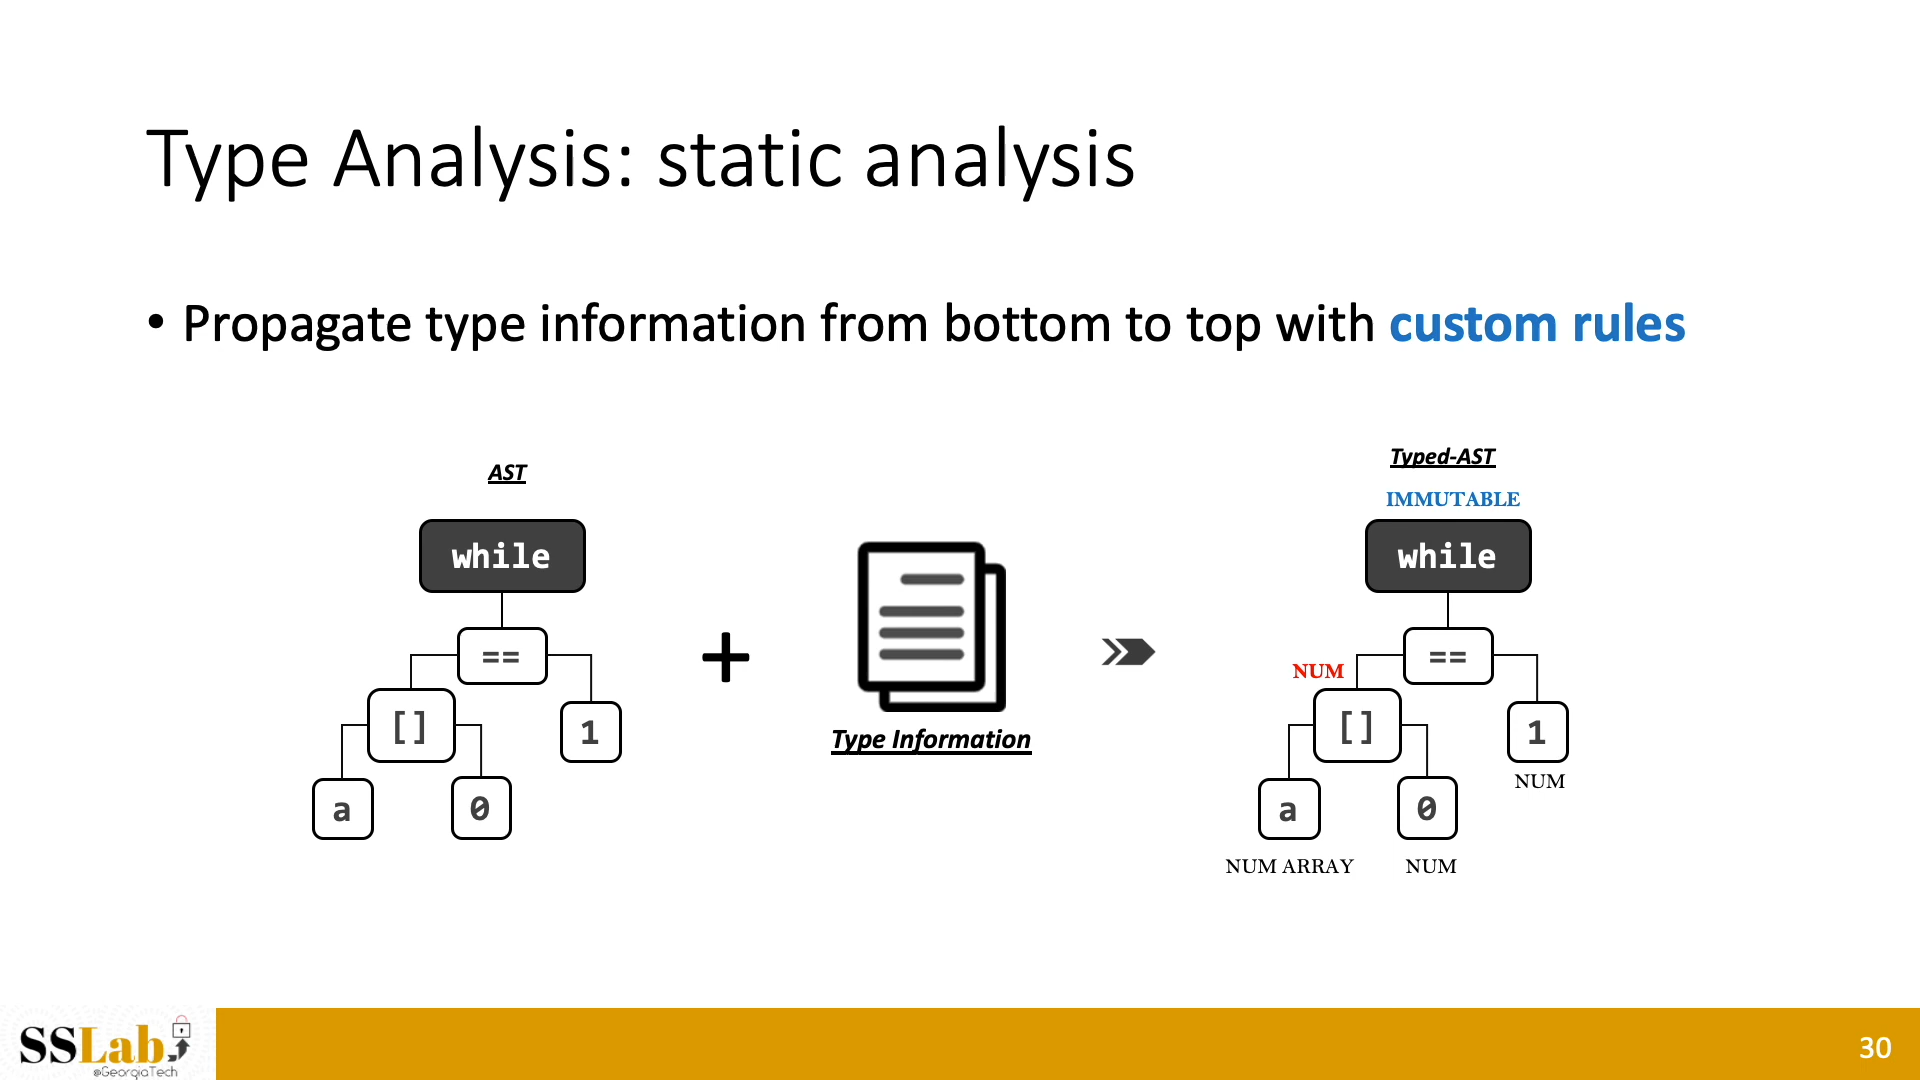 Type Analysis: static analysis
• Propagate type information from bottom to top with custom rules
AST
while
==
[]
1
a
0
+
Type Information
Typed-AST
IMMUTABLE
while
==
NUM
[]
1
NUM
a
0
NUM ARRAY
NUM
SSLab
@GeorgiaTech
30